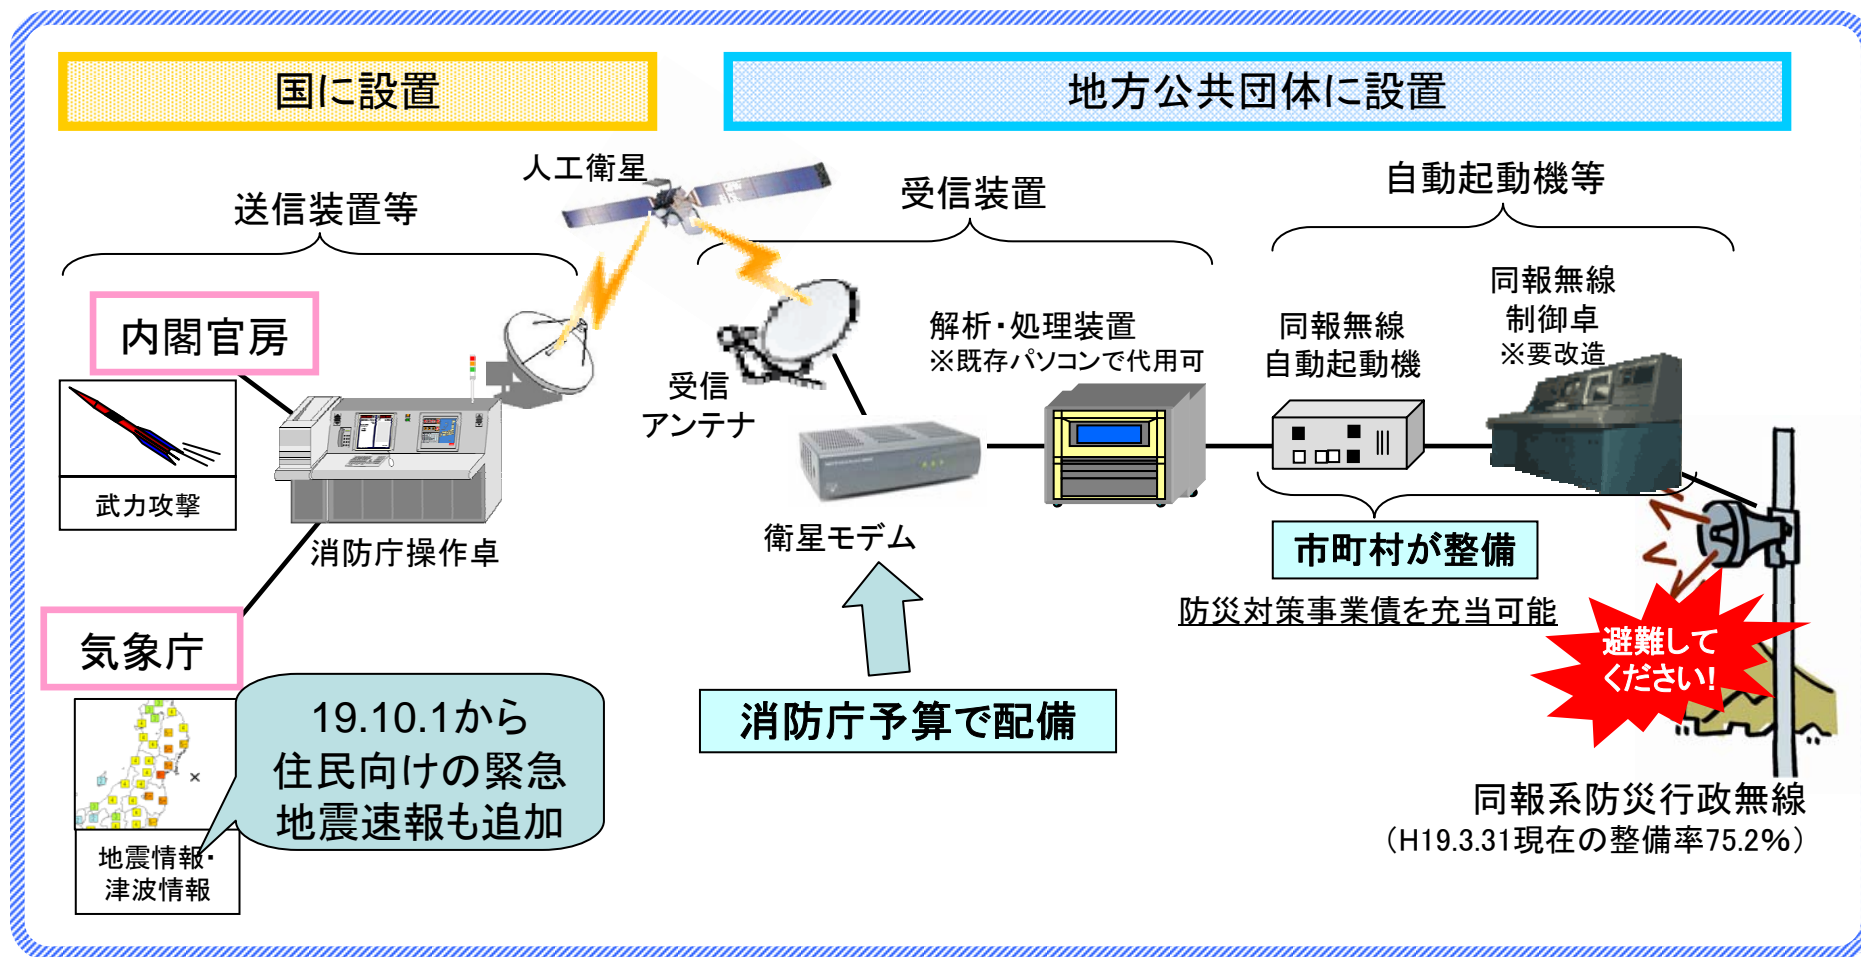 国に設置
地方公共団体に設置
人工衛星
送信装置等
受信装置
自動起動機等
内閣官房
武力攻撃
消防庁操作卓
気象庁
地震情報・
津波情報
19.10.1から
住民向けの緊急
地震速報も追加
受信
アンテナ
衛星モデム
解析・処理装置
※既存パソコンで代用可
同報無線
自動起動機
同報無線
制御卓
※要改造
市町村が整備
防災対策事業債を充当可能
消防庁予算で配備
避難して
ください!
同報系防災行政無線
（H19.3.31現在の整備率75.2%）